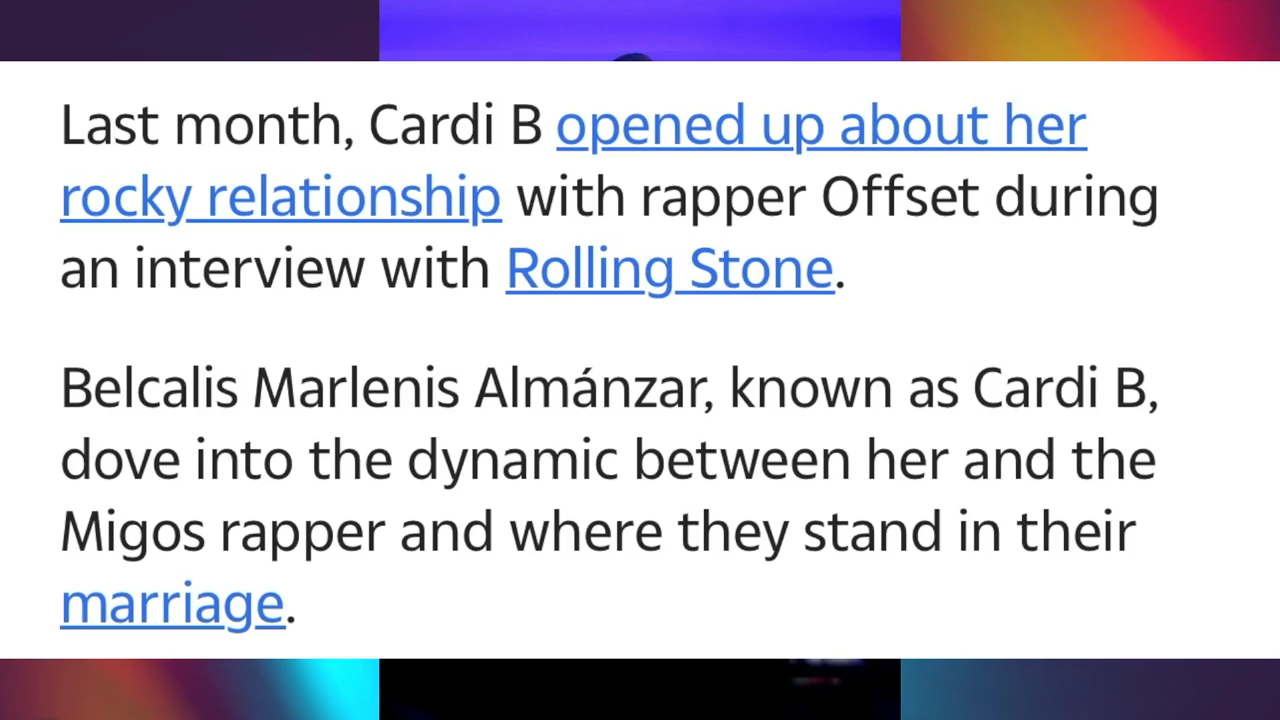 Last month, Cardi B opened up about her
rocky relationship with rapper Offset during
an interview with Rolling Stone.
Belcalis Marlenis Almánzar, known as Cardi B,
dove into the dynamic between her and the
Migos rapper and where they stand in their
marriage.